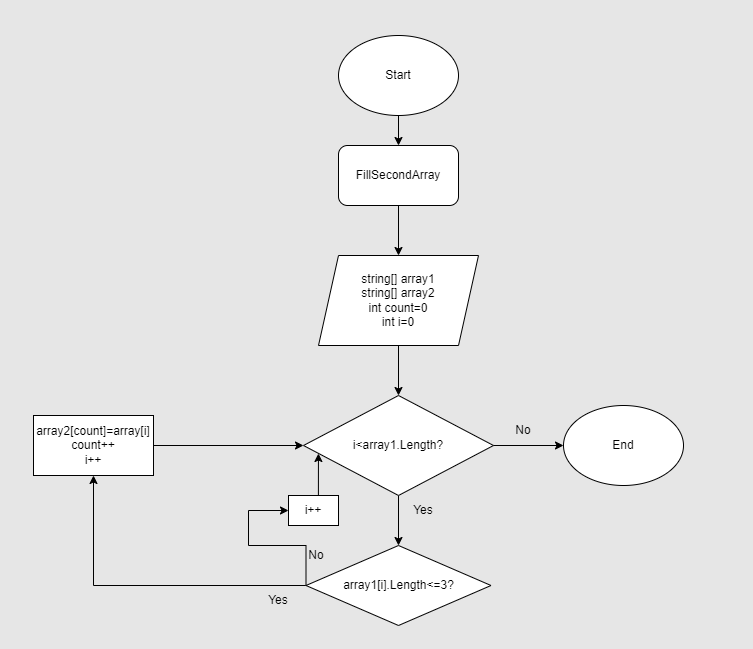 Start
FillSecondArray
string[] array1
string[] array2
int count=0
int i=0
array2[count]=array[i]
count++
i++
i<array1.Length?
No
End
i++
Yes
No
array1[i].Length<=3?
Yes